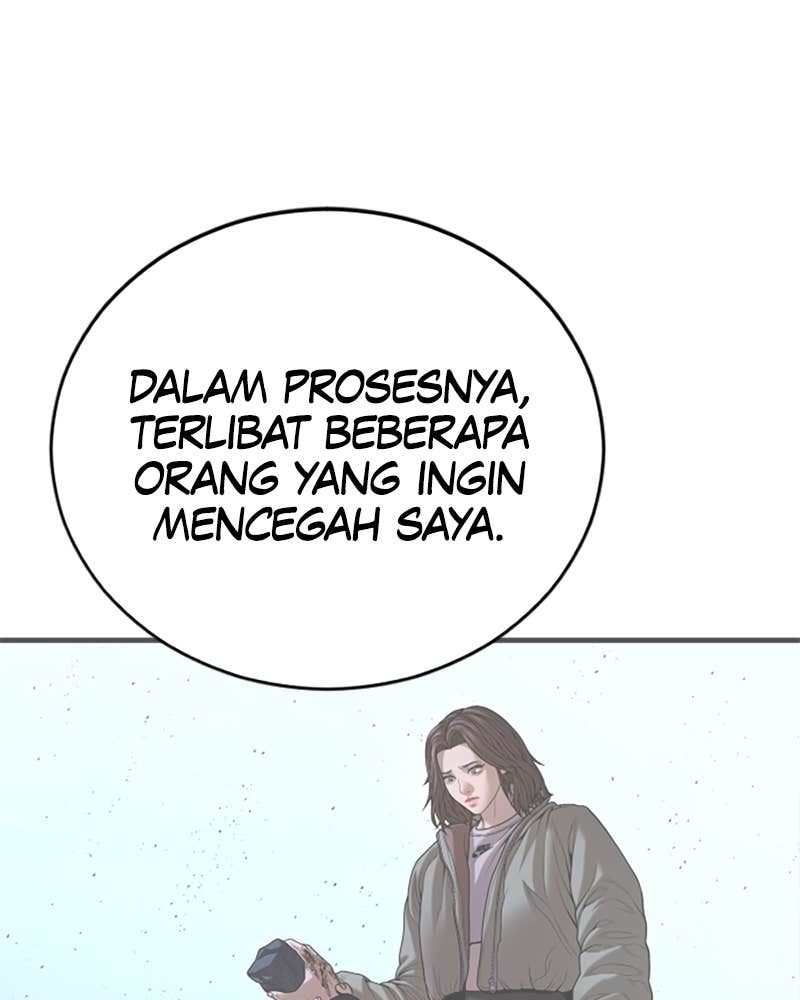 DALAM PROSESNYA,
TERLIBAT BEBERAPA
ORANG YANG INGIN
MENCEGAH SAYA.